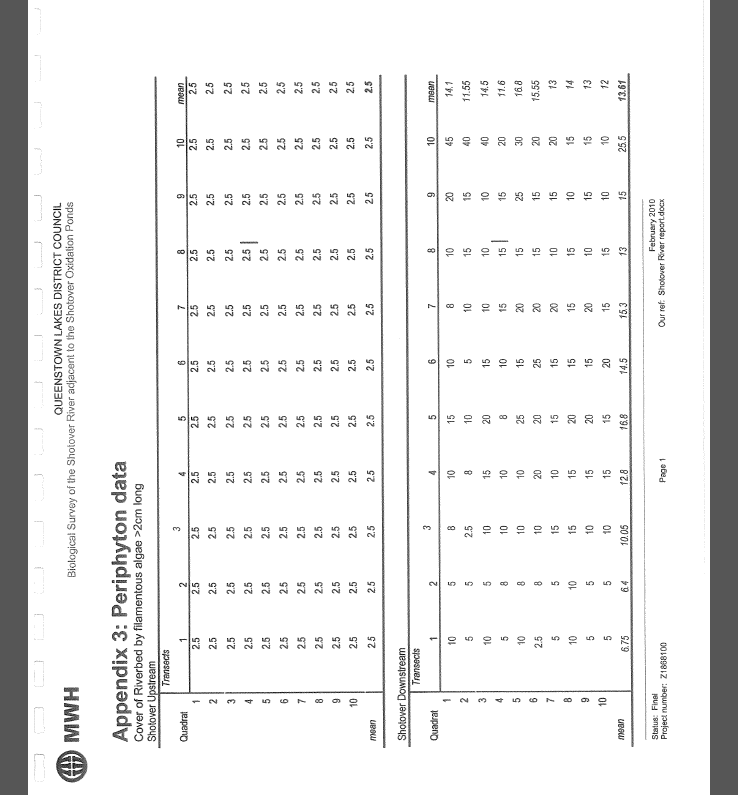 MWH
QUEENSTOWN LAKES DISTRICT COUNCIL
Biological Survey of the Shotover River adjacent to the Shotover Oxidation Ponds
Appendix 3: Periphyton data
Cover of Riverbed by filamentous algae >2cm long
Shotover Upstream
Transects
Quadrat 1 2 3 4 5 6 7 8 9 10 mean
1 2.5 2.5 2.5 2.5 2.5 2.5 2.5 2.5 2.5 2.5 2.5
2 2.5 2.5 2.5 2.5 2.5 2.5 2.5 2.5 2.5 2.5 2.5
3 2.5 2.5 2.5 2.5 2.5 2.5 2.5 2.5 2.5 2.5 2.5
4 2.5 2.5 2.5 2.5 2.5 2.5 2.5 2.5 2.5 2.5 2.5
5 2.5 2.5 2.5 2.5 2.5 2.5 2.5 2.5 2.5 2.5 2.5
6 2.5 2.5 2.5 2.5 2.5 2.5 2.5 2.5 2.5 2.5 2.5
7 2.5 2.5 2.5 2.5 2.5 2.5 2.5 2.5 2.5 2.5 2.5
8 2.5 2.5 2.5 2.5 2.5 2.5 2.5 2.5 2.5 2.5 2.5
9 2.5 2.5 2.5 2.5 2.5 2.5 2.5 2.5 2.5 2.5 2.5
10 2.5 2.5 2.5 2.5 2.5 2.5 2.5 2.5 2.5 2.5 2.5
mean 2.5 2.5 2.5 2.5 2.5 2.5 2.5 2.5 2.5 2.5 2.5
Shotover Downstream
Transects
Quadrat 1 2 3 4 5 6 7 8 9 10 mean
1 10 5 8 10 15 10 8 10 20 45 14.1
2 5 5 2.5 8 10 5 10 15 15 40 11.55
3 10 5 10 15 20 15 10 10 10 40 14.5
4 5 8 10 10 8 10 15 15 15 20 11.6
5 10 8 10 10 25 15 20 15 25 30 16.8
6 2.5 8 10 20 20 25 20 15 15 20 15.55
7 5 5 15 10 15 15 20 10 15 20 13
8 10 10 15 15 20 15 15 15 10 15 14
9 5 5 10 15 20 15 20 10 15 15 13
10 5 5 10 15 15 20 15 15 10 10 12
mean 6.75 6.4 10.05 12.8 16.8 14.5 15.3 13 15 25.5 13.61
Status: Final February 2010
Project number: Z1868100 Page 1 Our ref: Shotover River report.docx